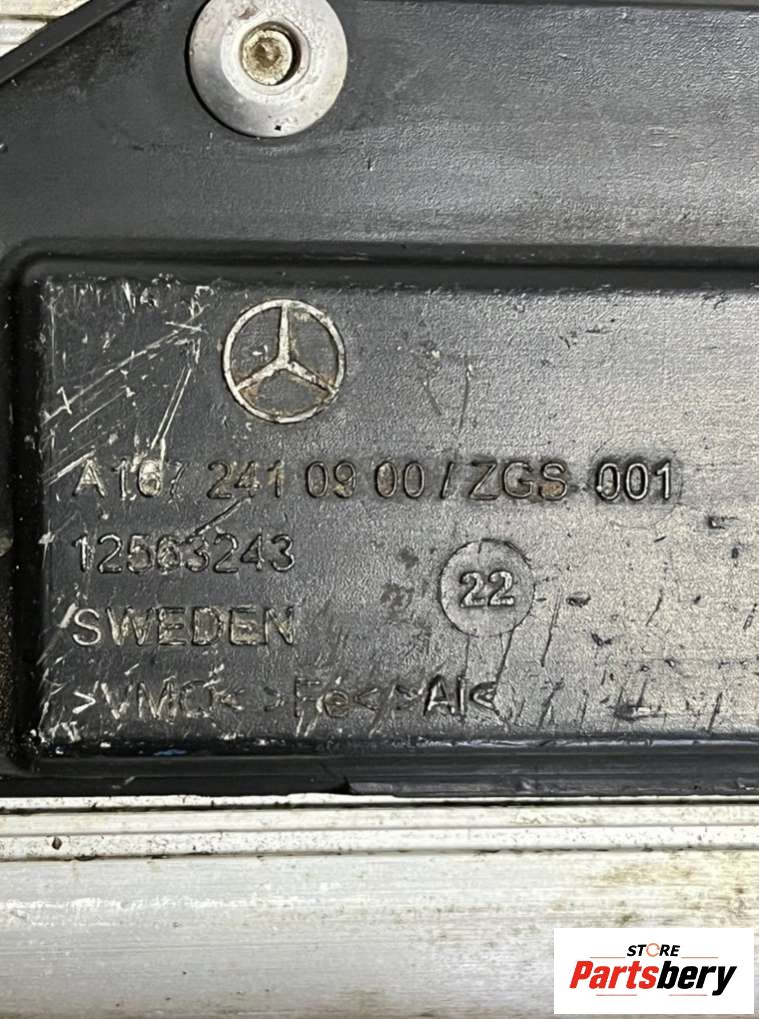 A167 241 09 00 / ZGS 001
12563243
22
SWEDEN
>VMQ< >Fe< >Al<
STORE
Partsbery